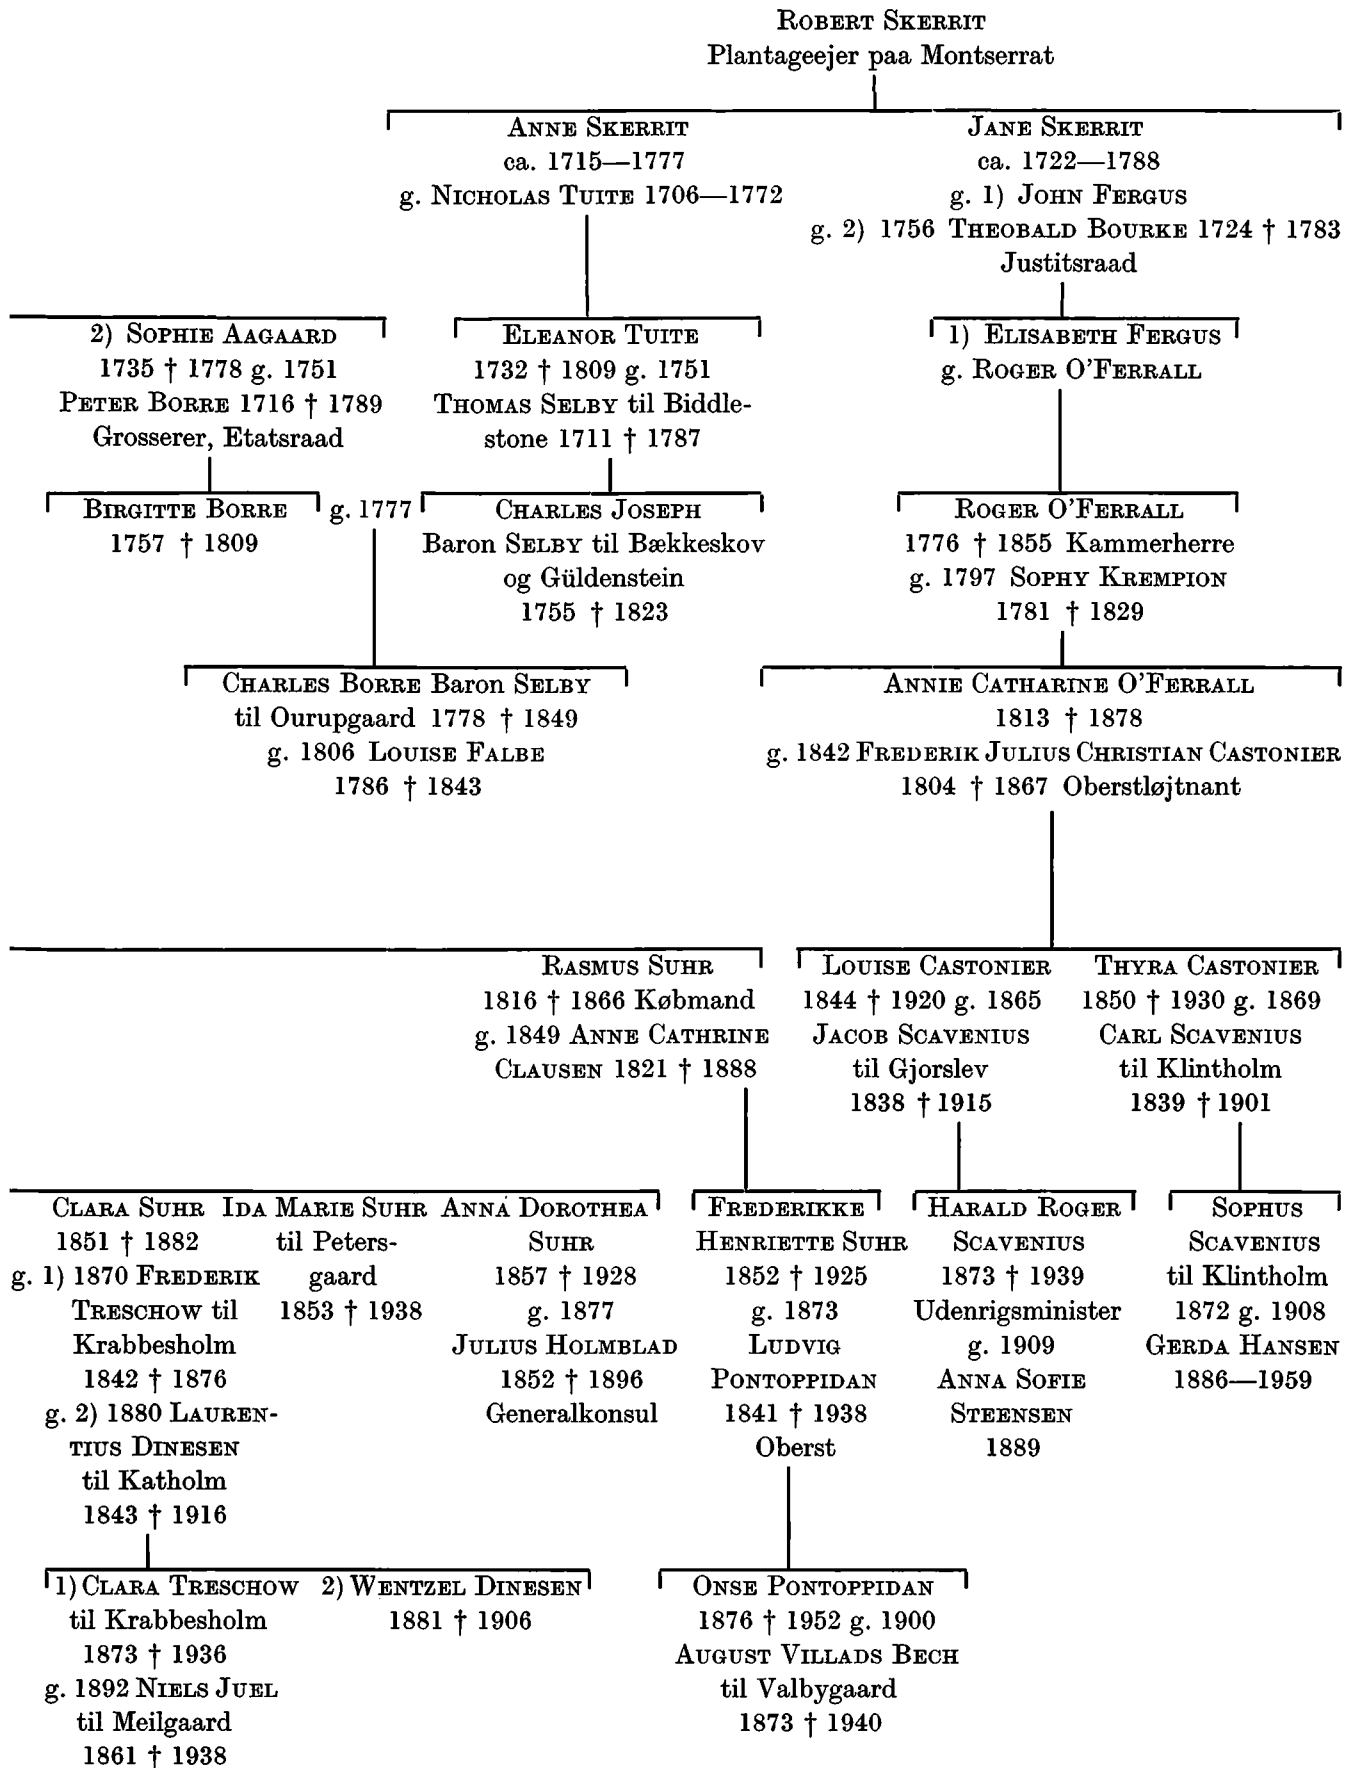 ROBERT SKERRIT
Plantageejer paa Montserrat
ANNE SKERRIT
ca. 1715—1777
g. NICHOLAS TUITE 1706—1772
JANE SKERRIT
ca. 1722—1788
g. 1) JOHN FERGUS
g. 2) 1756 THEOBALD BOURKE 1724 † 1783
Justitsraad
2) SOPHIE AAGAARD
1735 † 1778 g. 1751
PETER BORRE 1716 † 1789
Grosserer, Etatsraad
ELEANOR TUITE
1732 † 1809 g. 1751
THOMAS SELBY til Biddle-
stone 1711 † 1787
1) ELISABETH FERGUS
g. ROGER O'FERRALL
BIRGITTE BORRE
1757 † 1809
g. 1777
CHARLES JOSEPH
Baron SELBY til Bækkeskov
og Güldenstein
1755 † 1823
ROGER O'FERRALL
1776 † 1855 Kammerherre
g. 1797 SOPHY KREMPION
1781 † 1829
CHARLES BORRE Baron SELBY
til Ourupgaard 1778 † 1849
g. 1806 LOUISE FALBE
1786 † 1843
ANNIE CATHARINE O'FERRALL
1813 † 1878
g. 1842 FREDERIK JULIUS CHRISTIAN CASTONIER
1804 † 1867 Oberstløjtnant
RASMUS SUHR
1816 † 1866 Købmand
g. 1849 ANNE CATHRINE
CLAUSEN 1821 † 1888
LOUISE CASTONIER
1844 † 1920 g. 1865
JACOB SCAVENIUS
til Gjorslev
1838 † 1915
THYRA CASTONIER
1850 † 1930 g. 1869
CARL SCAVENIUS
til Klintholm
1839 † 1901
CLARA SUHR
1851 † 1882
g. 1) 1870 FREDERIK
TRESCHOW til
Krabbesholm
1842 † 1876
g. 2) 1880 LAUREN-
TIUS DINESEN
til Katholm
1843 † 1916
IDA MARIE SUHR
til Peters-
gaard
1853 † 1938
ANNA DOROTHEA
SUHR
1857 † 1928
g. 1877
JULIUS HOLMBLAD
1852 † 1896
Generalkonsul
FREDERIKKE
HENRIETTE SUHR
1852 † 1925
g. 1873
LUDVIG
PONTOPPIDAN
1841 † 1938
Oberst
HARALD ROGER
SCAVENIUS
1873 † 1939
Udenrigsminister
g. 1909
ANNA SOFIE
STEENSEN
1889
SOPHUS
SCAVENIUS
til Klintholm
1872 g. 1908
GERDA HANSEN
1886—1959
1) CLARA TRESCHOW
til Krabbesholm
1873 † 1936
g. 1892 NIELS JUEL
til Meilgaard
1861 † 1938
2) WENTZEL DINESEN
1881 † 1906
ONSE PONTOPPIDAN
1876 † 1952 g. 1900
AUGUST VILLADS BECH
til Valbygaard
1873 † 1940